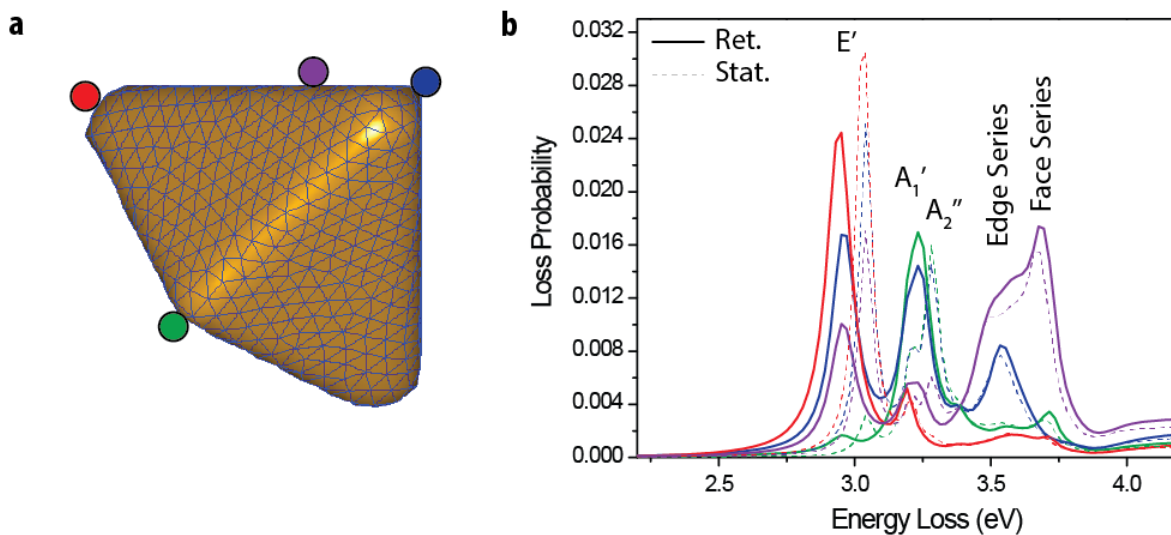 a
b
0.032
0.028
0.024
0.020
0.016
0.012
0.008
0.004
0.000
Loss Probability
Ret.
Stat.
E’
A₁’
A₂”
Edge Series
Face Series
2.5
3.0
3.5
4.0
Energy Loss (eV)